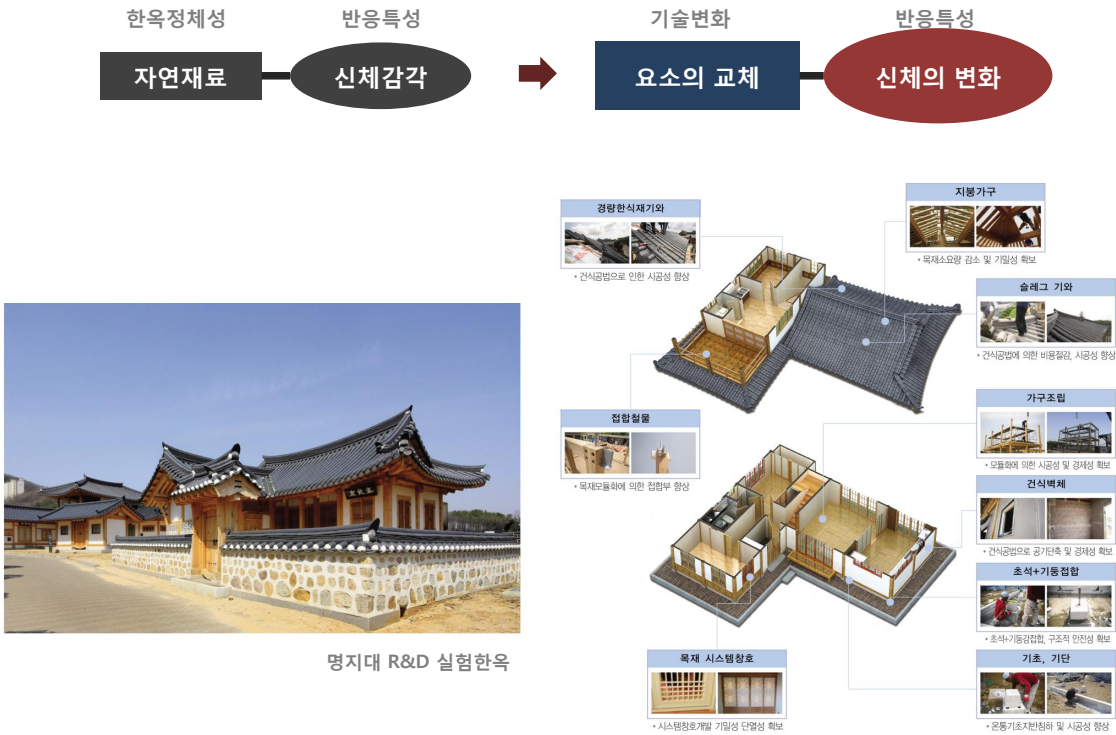 한옥정체성
반응특성
기술변화
반응특성
자연재료
신체감각
요소의 교체
신체의 변화
경량한식재기와
• 건식공법으로 인한 시공성 향상
지붕가구
• 목재소요량 감소 및 기밀성 확보
슬레그 기와
• 건식공법에 의한 비용절감, 시공성 향상
접합철물
• 목재모듈화에 의한 접합부 향상
가구조립
• 모듈화에 의한 시공성 및 경제성 확보
건식벽체
• 건식공법으로 공기단축 및 경제성 확보
초석+기둥접합
• 초석+기둥강접합, 구조적 안전성 확보
목재 시스템창호
• 시스템창호개발 기밀성 단열성 확보
기초, 기단
• 온통기초지반침하 및 시공성 향상
명지대 R&D 실험한옥